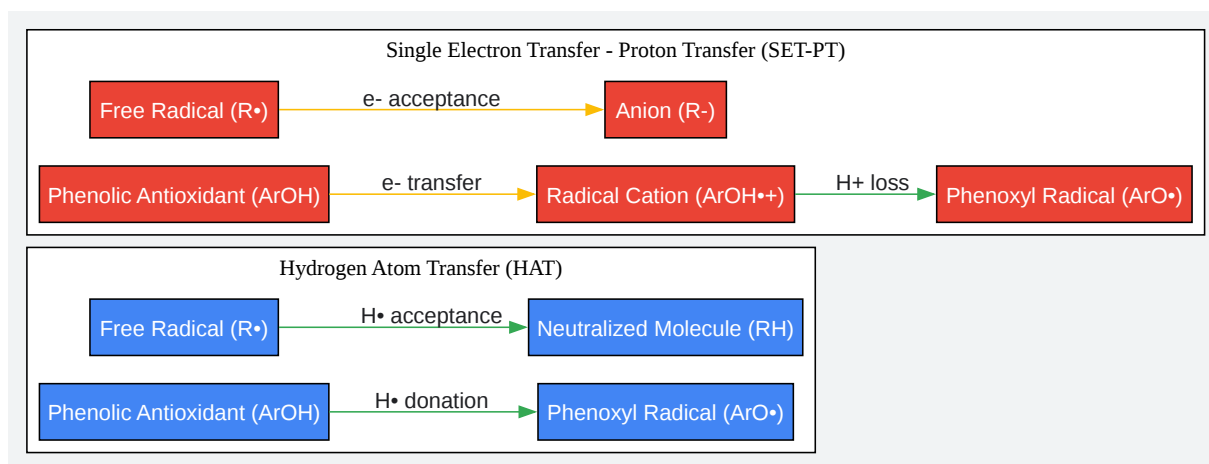 Single Electron Transfer - Proton Transfer (SET-PT)
Free Radical (R•)
e- acceptance
Anion (R-)
Phenolic Antioxidant (ArOH)
e- transfer
Radical Cation (ArOH•+)
H+ loss
Phenoxyl Radical (ArO•)
Hydrogen Atom Transfer (HAT)
Free Radical (R•)
H• acceptance
Neutralized Molecule (RH)
Phenolic Antioxidant (ArOH)
H• donation
Phenoxyl Radical (ArO•)